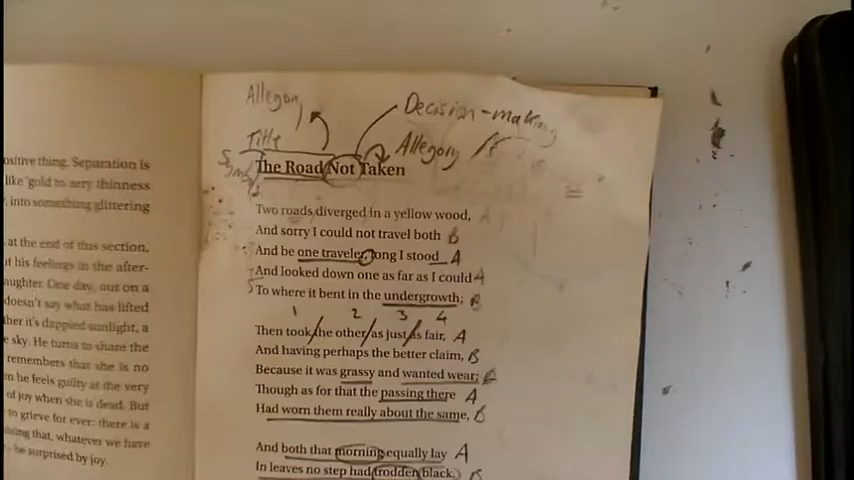 ositive thing. Separation is
like 'gold to aery thinness
, into something glittering
at the end of this section,
ut his feelings in the after-
aughter. One day, out on a
doesn't say what has lifted
ther it's dappled sunlight, a
e sky. He turns to share the
remembers that she is no
n he feels guilty at the very
of joy when she is dead. But
to grieve for ever: there is a
ising that, whatever we have
be surprised by joy.
Allegory
Decision-making
Title
Allegory
The Road Not Taken
Two roads diverged in a yellow wood, A
And sorry I could not travel both B
And be one traveler, long I stood A
And looked down one as far as I could A
5 To where it bent in the undergrowth; B
1 2 3 4
Then took/the other/as just/as fair, A
And having perhaps the better claim, B
Because it was grassy and wanted wear;
Though as for that the passing there A
Had worn them really about the same, B
And both that morning equally lay A
In leaves no step had trodden black. B